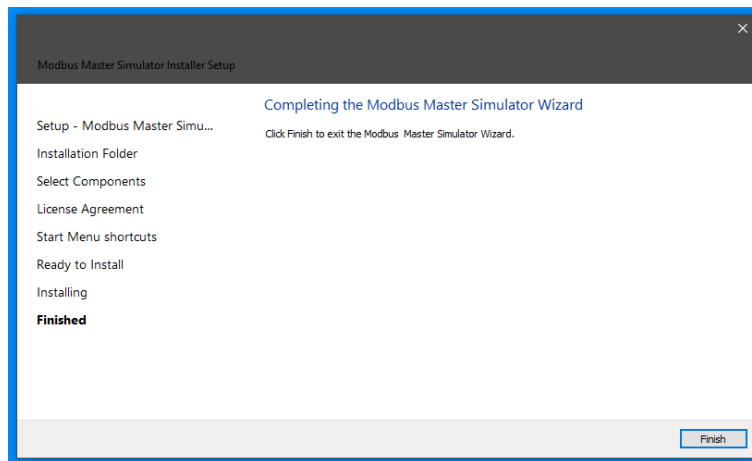 Modbus Master Simulator Installer Setup
Completing the Modbus Master Simulator Wizard
Click Finish to exit the Modbus Master Simulator Wizard.
Setup - Modbus Master Simu...
Installation Folder
Select Components
License Agreement
Start Menu shortcuts
Ready to Install
Installing
Finished
Finish